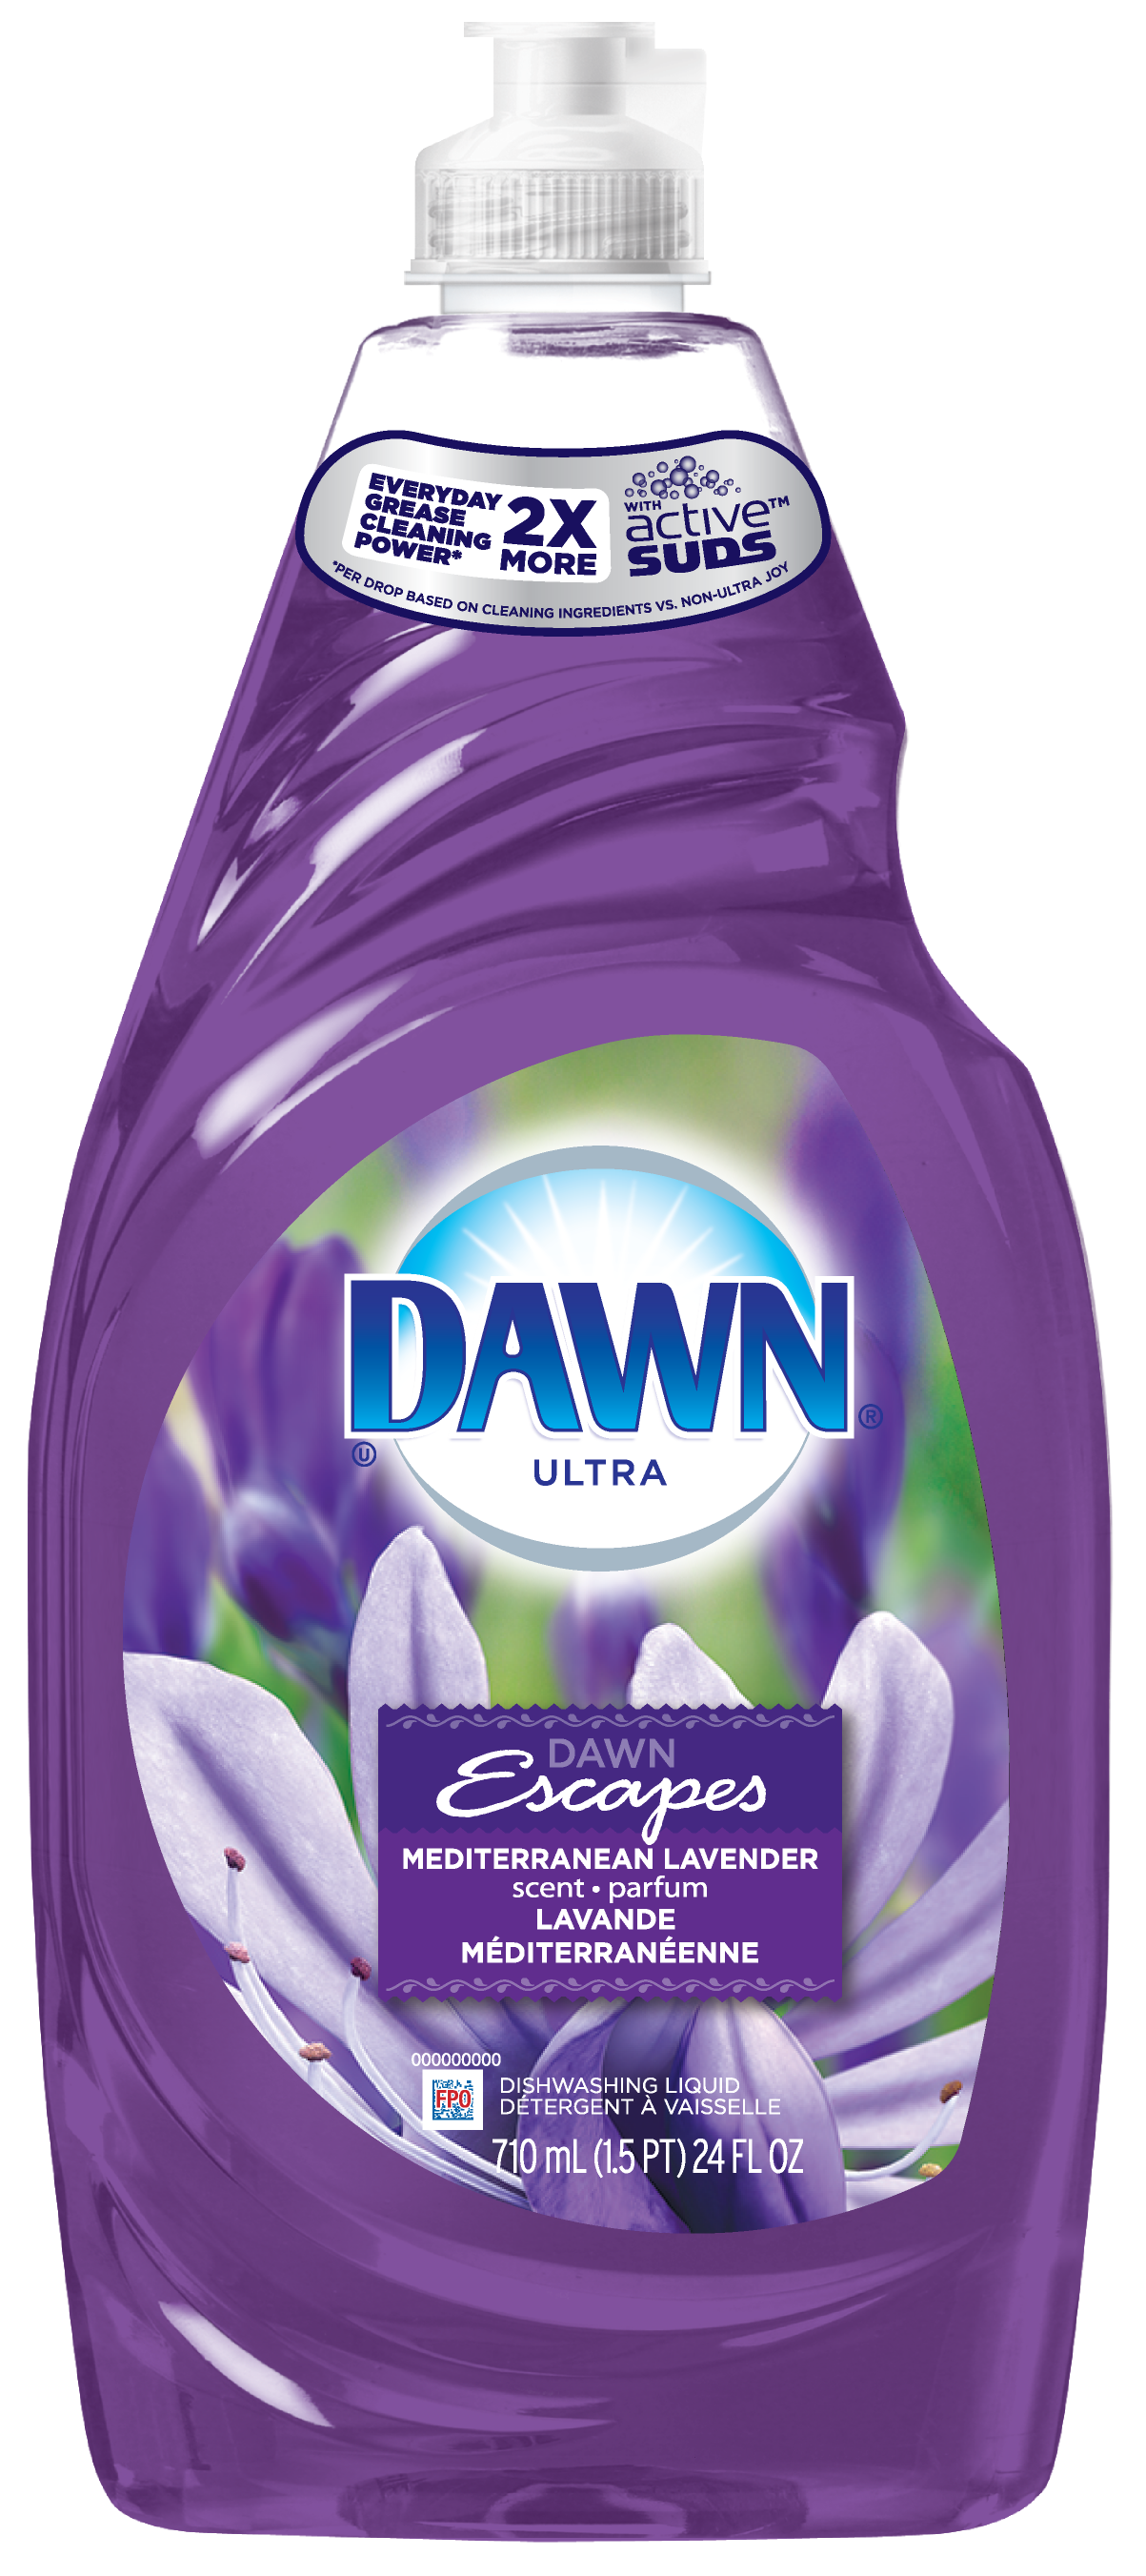 EVERYDAY
GREASE
CLEANING
POWER*
2X
MORE
WITH
active™
SUDS
*PER DROP BASED ON CLEANING INGREDIENTS VS. NON-ULTRA JOY
DAWN®
Ⓤ
ULTRA
DAWN
Escapes
MEDITERRANEAN LAVENDER
scent • parfum
LAVANDE
MÉDITERRANÉENNE
000000000
FPO
DISHWASHING LIQUID
DÉTERGENT À VAISSELLE
710 mL (1.5 PT) 24 FL OZ